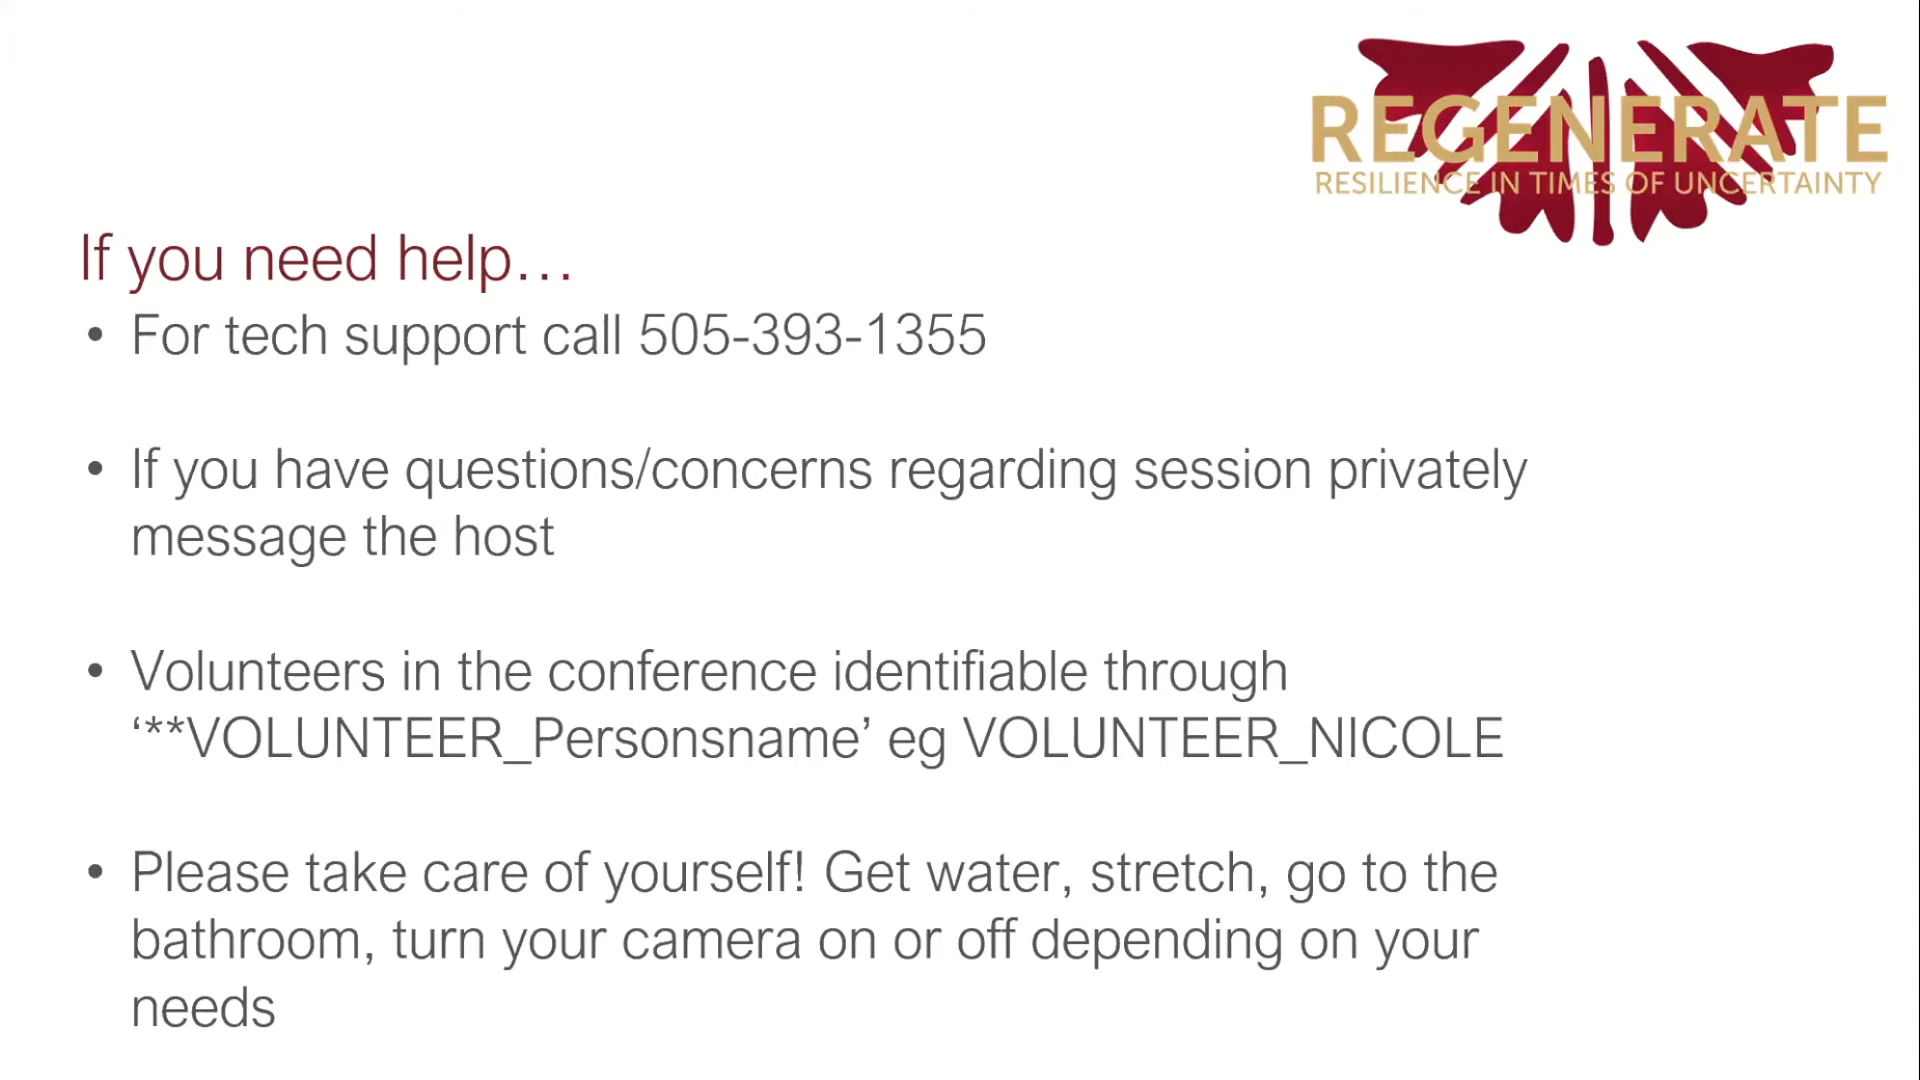 REGENERATE
RESILIENCE IN TIMES OF UNCERTAINTY
If you need help…
• For tech support call 505-393-1355
• If you have questions/concerns regarding session privately
message the host
• Volunteers in the conference identifiable through
‘**VOLUNTEER_Personsname’ eg VOLUNTEER_NICOLE
• Please take care of yourself! Get water, stretch, go to the
bathroom, turn your camera on or off depending on your
needs